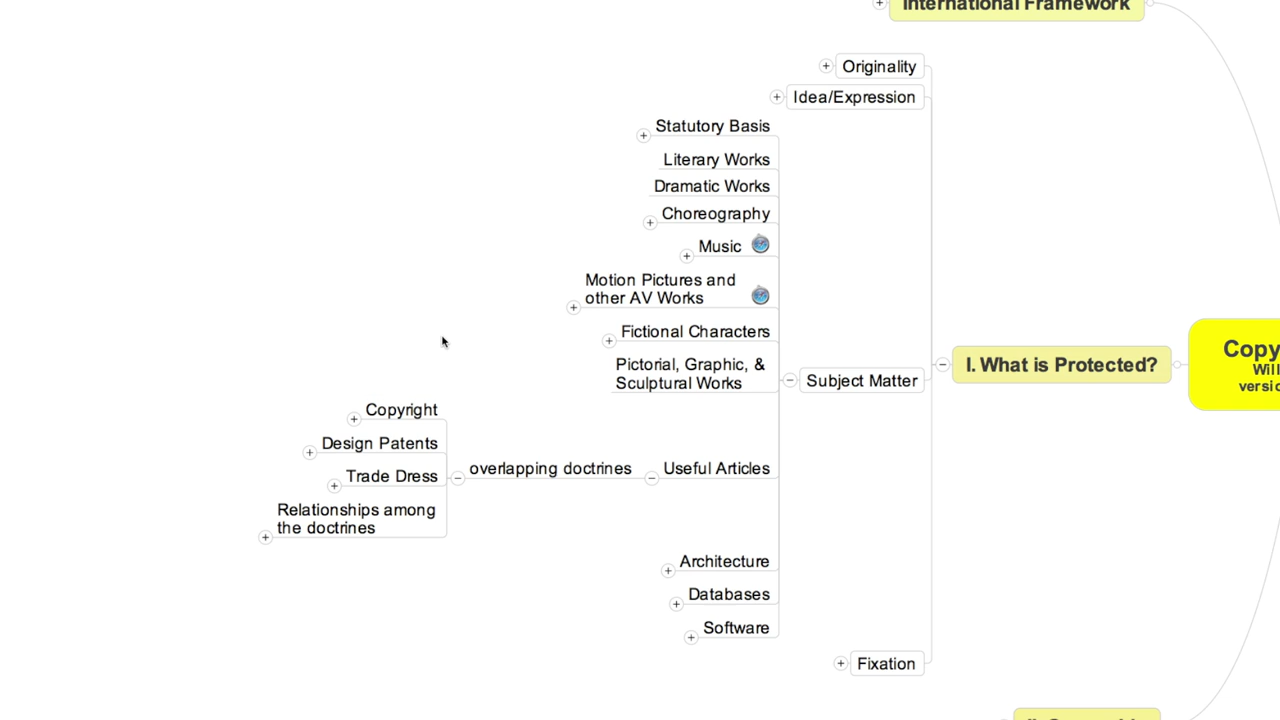 International Framework
Originality
Idea/Expression
Statutory Basis
Literary Works
Dramatic Works
Choreography
Music
Motion Pictures and
other AV Works
Fictional Characters
Pictorial, Graphic, &
Sculptural Works
Subject Matter
I. What is Protected?
Copy
Will
versio
Copyright
Design Patents
Trade Dress
Relationships among
the doctrines
overlapping doctrines
Useful Articles
Architecture
Databases
Software
Fixation